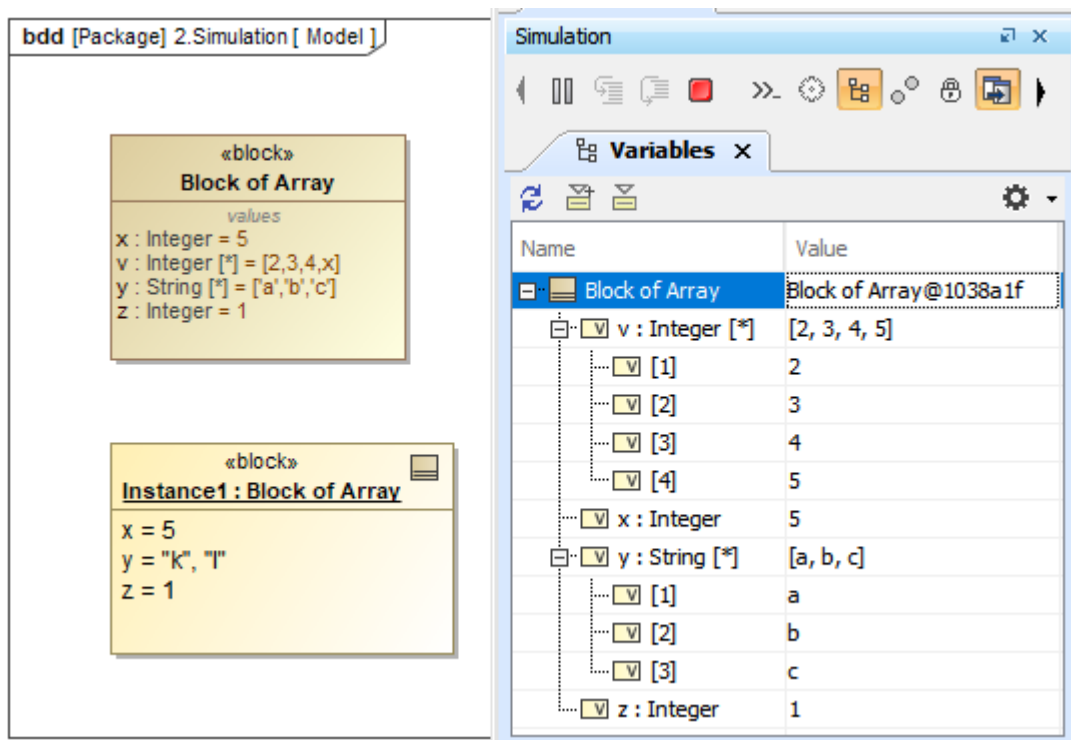 bdd [Package] 2.Simulation [ Model ]
«block»
Block of Array
values
x : Integer = 5
v : Integer [*] = [2,3,4,x]
y : String [*] = ['a','b','c']
z : Integer = 1
«block»
Instance1 : Block of Array
x = 5
y = "k", "l"
z = 1
Simulation
Variables
Name Value
Block of Array Block of Array@1038a1f
v : Integer [*] [2, 3, 4, 5]
[1] 2
[2] 3
[3] 4
[4] 5
x : Integer 5
y : String [*] [a, b, c]
[1] a
[2] b
[3] c
z : Integer 1